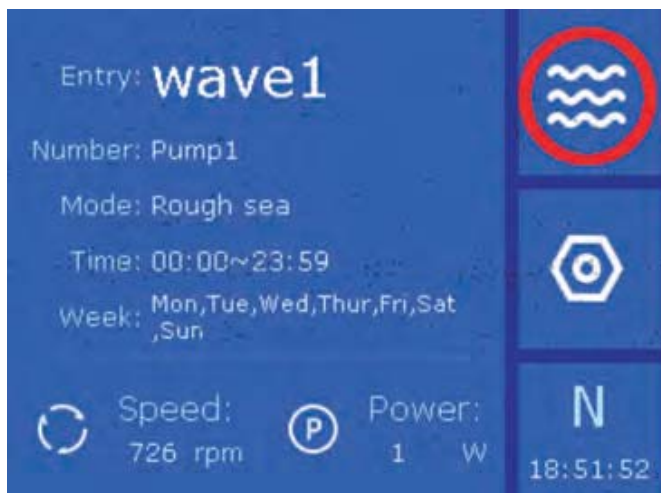 Entry: wave1
Number: Pump1
Mode: Rough sea
Time: 00:00~23:59
Week: Mon,Tue,Wed,Thur,Fri,Sat
,Sun
Speed:
726 rpm
P
Power:
1 W
N
18:51:52